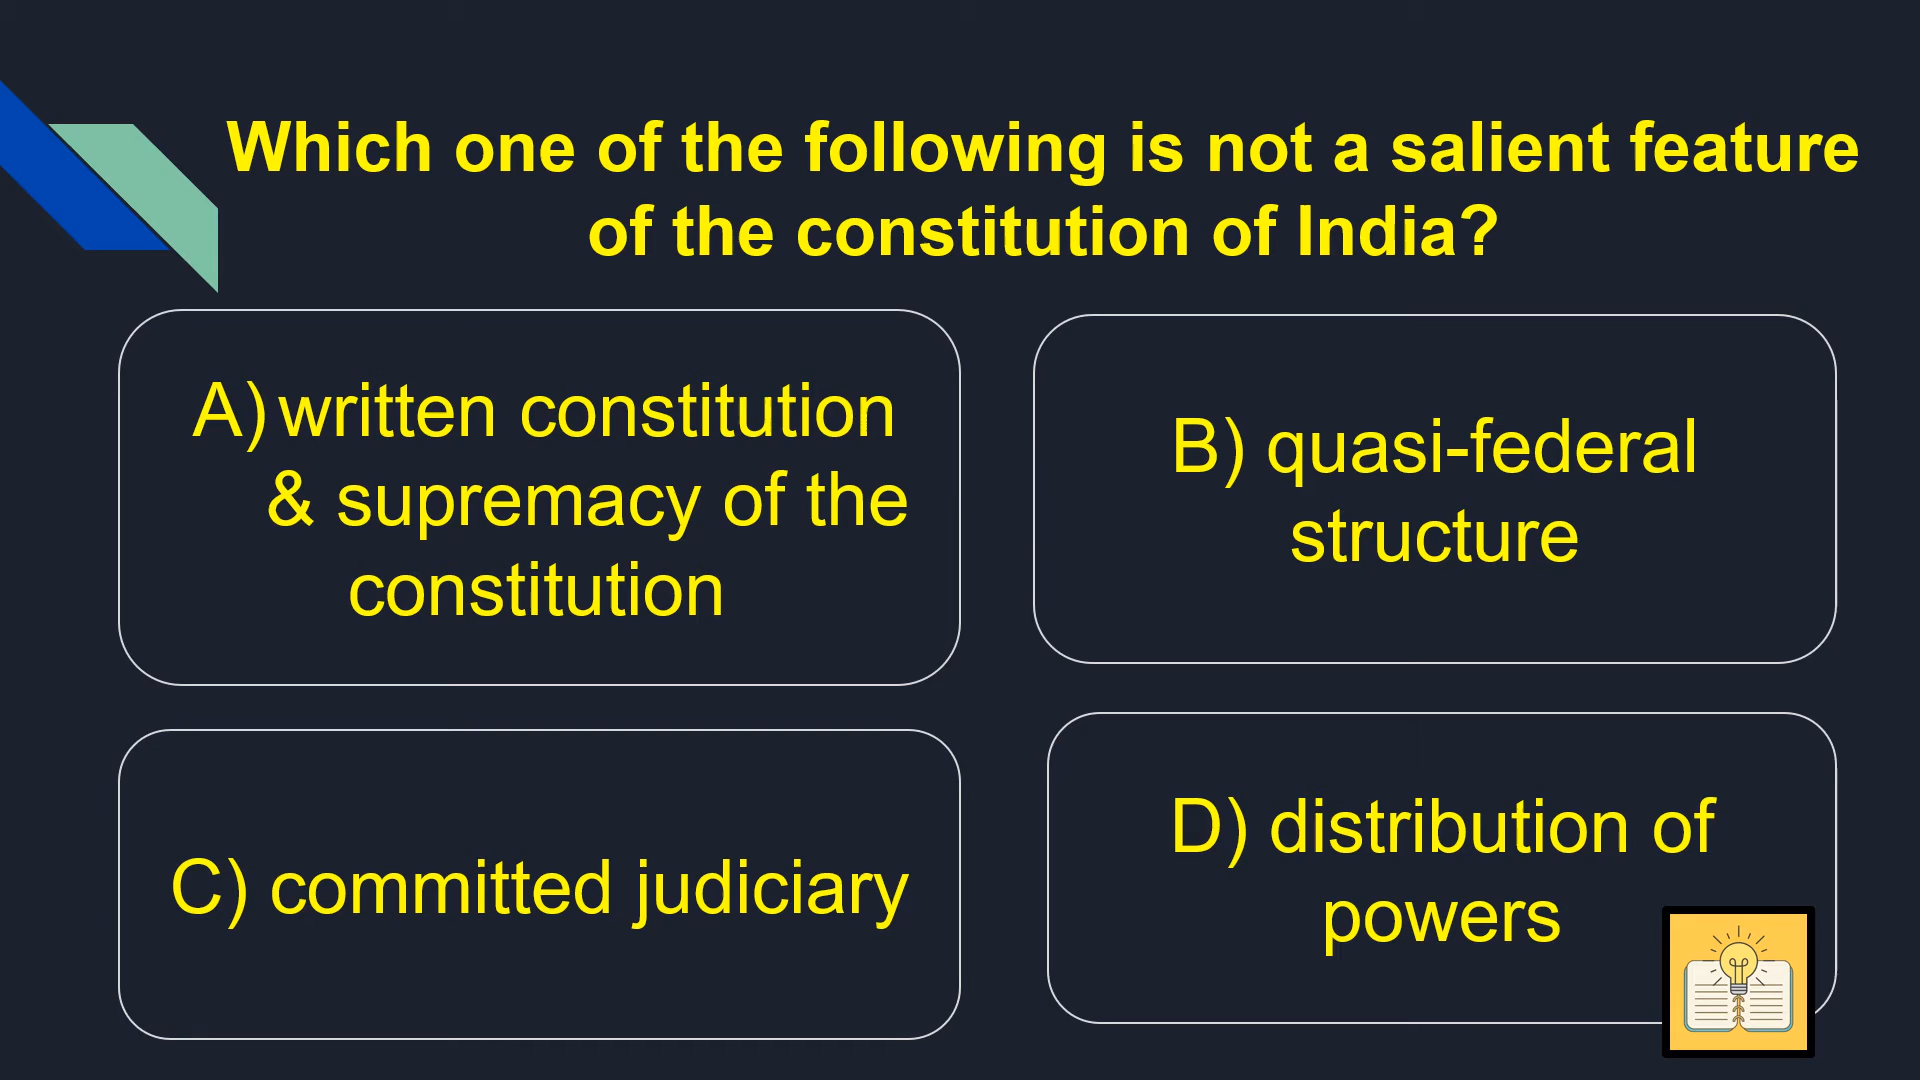 Which one of the following is not a salient feature
of the constitution of India?
A) written constitution
& supremacy of the
constitution
B) quasi-federal
structure
C) committed judiciary
D) distribution of
powers